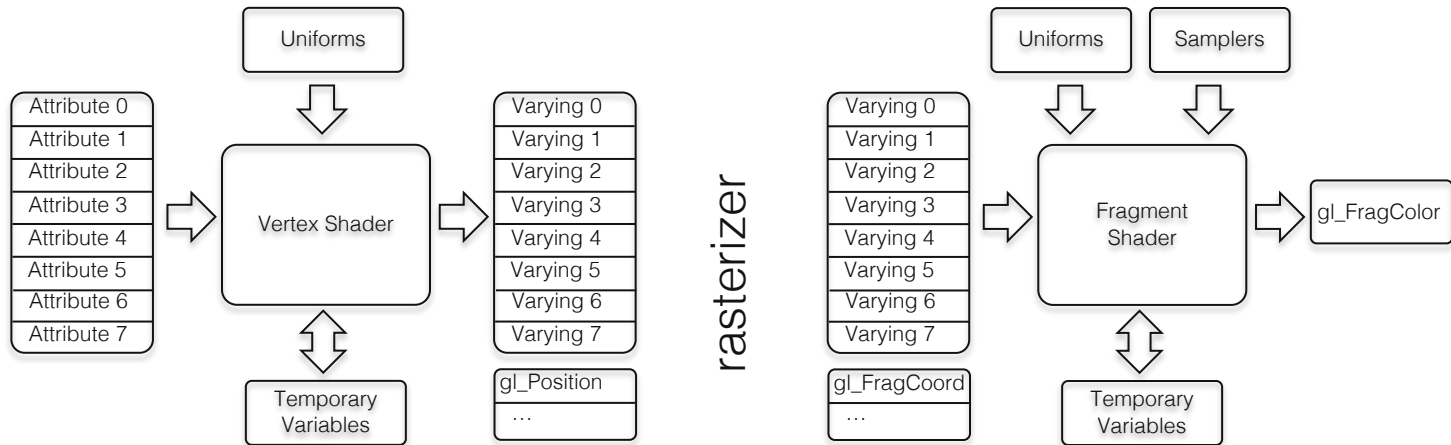 Uniforms
Attribute 0
Attribute 1
Attribute 2
Attribute 3
Attribute 4
Attribute 5
Attribute 6
Attribute 7
Vertex Shader
Temporary
Variables
Varying 0
Varying 1
Varying 2
Varying 3
Varying 4
Varying 5
Varying 6
Varying 7
gl_Position
...
rasterizer
Uniforms
Samplers
Varying 0
Varying 1
Varying 2
Varying 3
Varying 4
Varying 5
Varying 6
Varying 7
gl_FragCoord
...
Fragment
Shader
Temporary
Variables
gl_FragColor